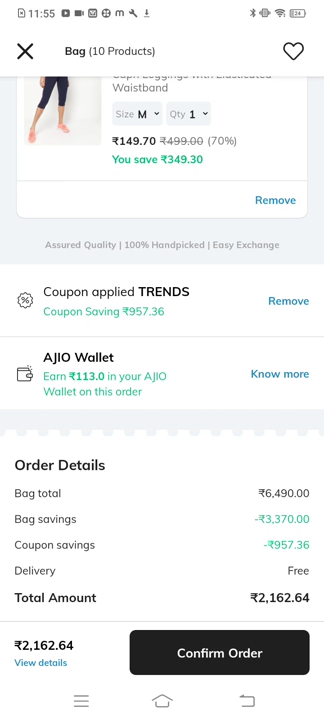 11:55
24
Bag (10 Products)
Capri Leggings with Elasticated
Waistband
Size M Qty 1
₹149.70 ₹499.00 (70%)
You save ₹349.30
Remove
Assured Quality | 100% Handpicked | Easy Exchange
Coupon applied TRENDS
Coupon Saving ₹957.36
Remove
AJIO Wallet
Earn ₹113.0 in your AJIO
Wallet on this order
Know more
Order Details
Bag total ₹6,490.00
Bag savings -₹3,370.00
Coupon savings -₹957.36
Delivery Free
Total Amount ₹2,162.64
₹2,162.64
View details
Confirm Order